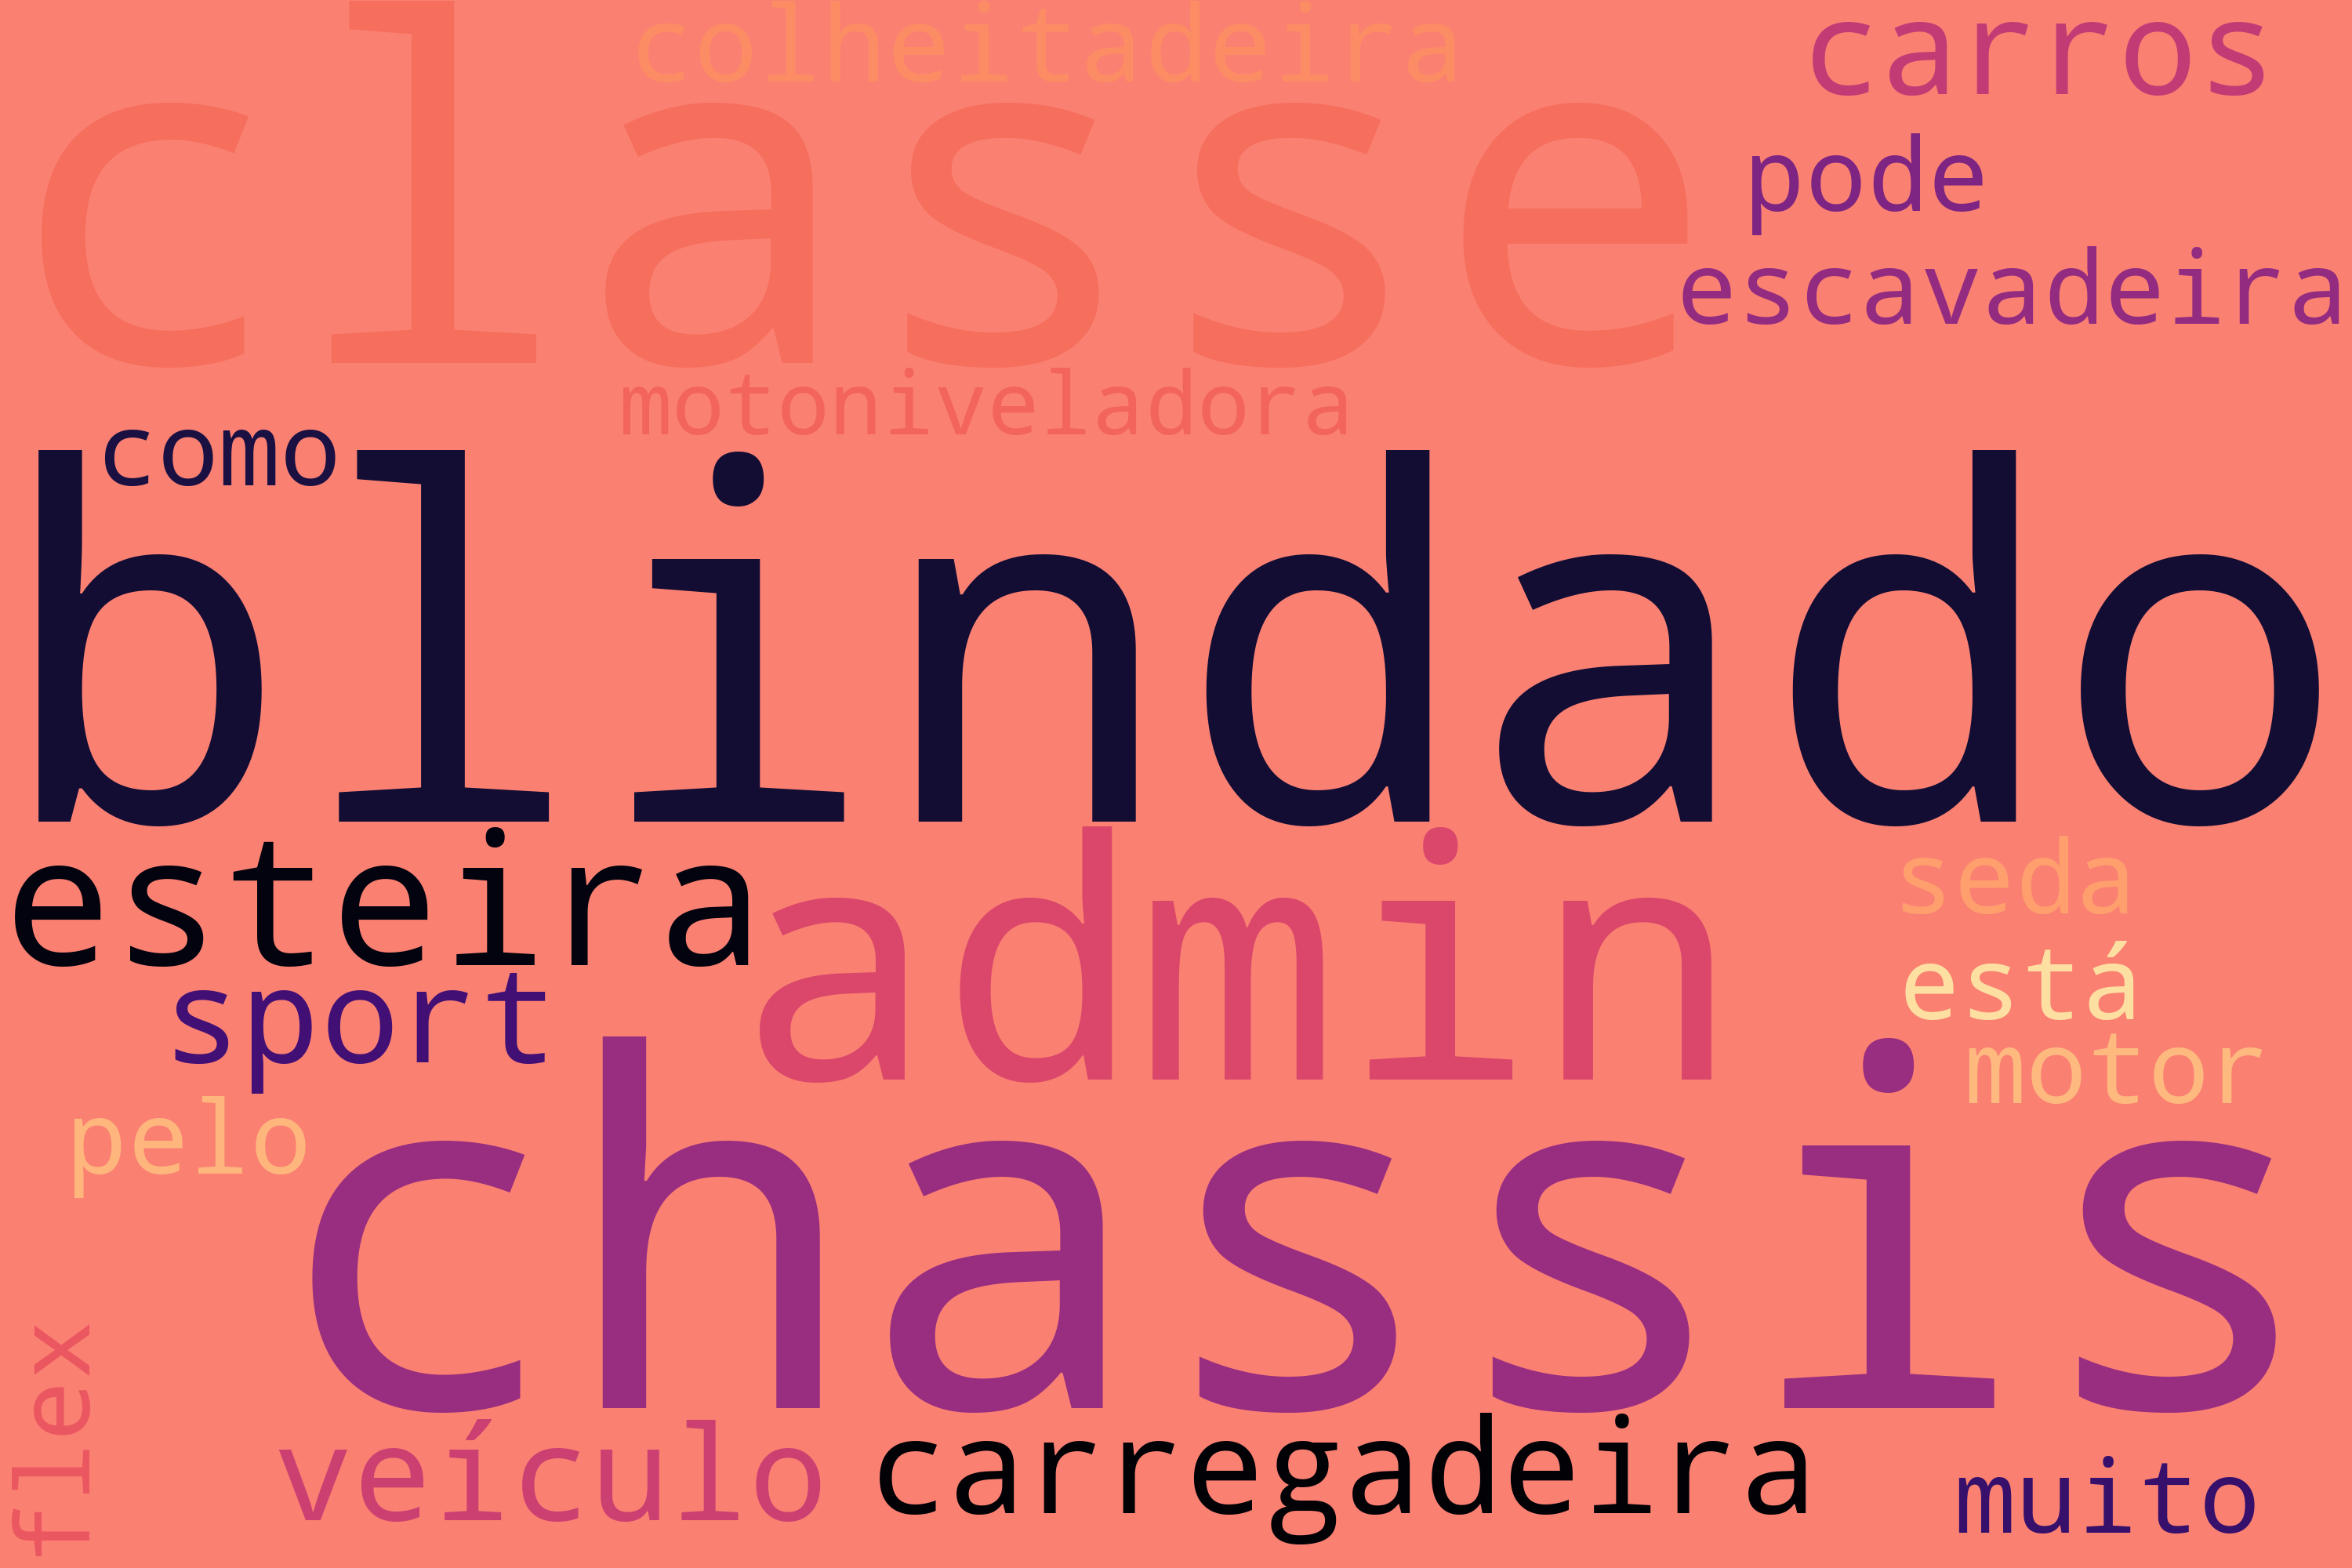 colheitadeira
carros
classe
pode
escavadeira
motoniveladora
como
blindado
esteira
admin
seda
está
sport
motor
pelo
chassis
flex
veículo
carregadeira
muito